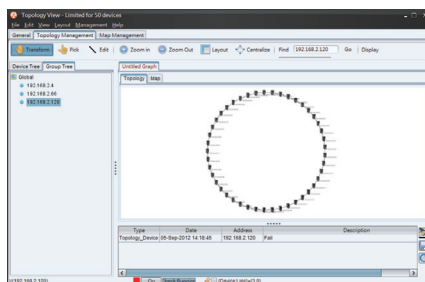 Topology View - Limited for 50 devices
File Edit View Layout Management Help
General Topology Management Map Management
Transform Pick Edit Zoom in Zoom Out Layout Centralize Find 192.168.2.120 Go Display
Device Tree Group Tree
Untitled Graph
Global
Topology Map
192.168.2.4
192.168.2.66
192.168.2.120
Type Date Address Description
Topology_Device 06-Sep-2012 14:18:45 192.168.2.120 Fail